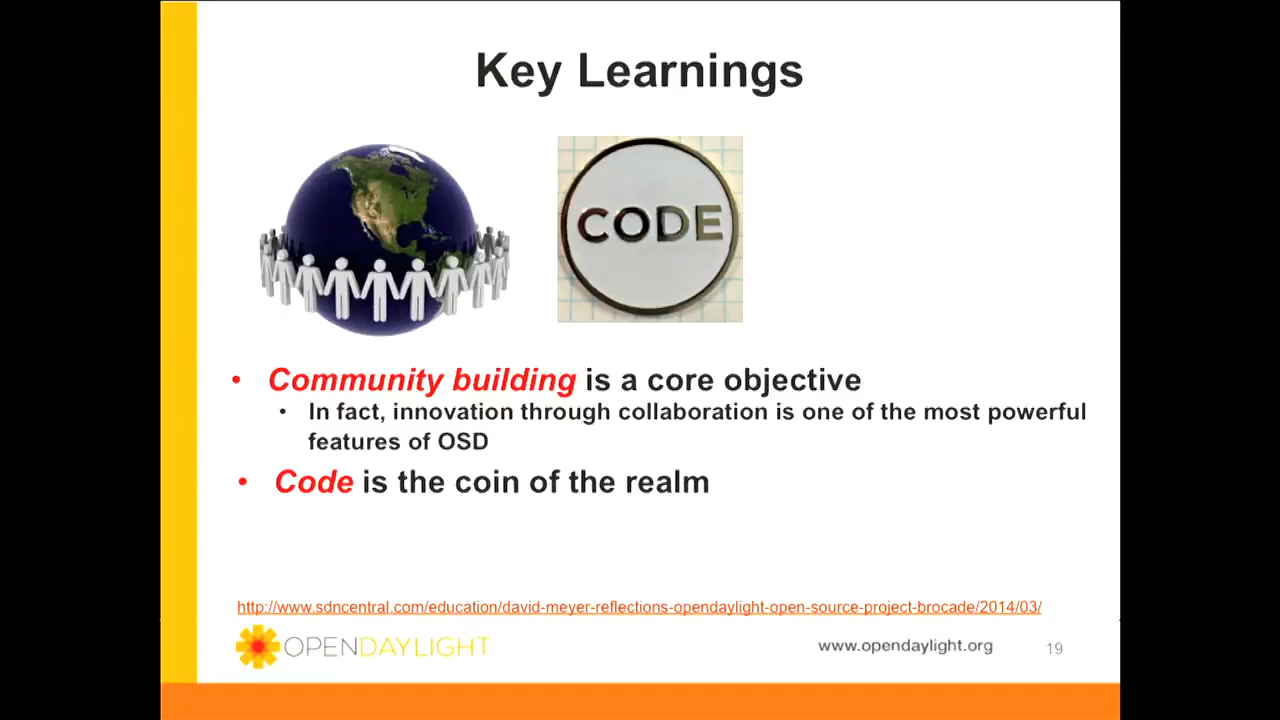 Key Learnings
CODE
• Community building is a core objective
• In fact, innovation through collaboration is one of the most powerful
features of OSD
• Code is the coin of the realm
http://www.sdncentral.com/education/david-meyer-reflections-opendaylight-open-source-project-brocade/2014/03/
OPENDAYLIGHT
www.opendaylight.org
19